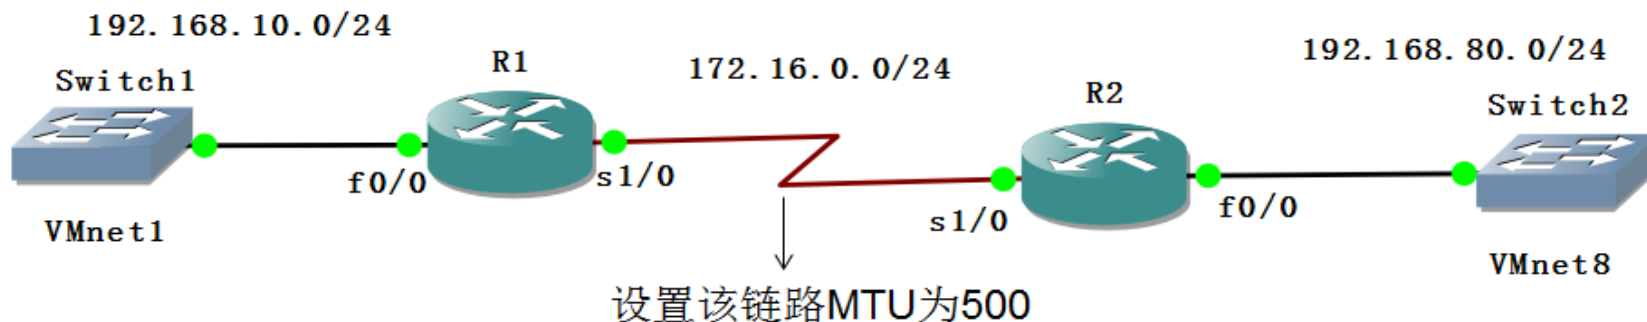 192.168.10.0/24
Switch1
R1
172.16.0.0/24
192.168.80.0/24
R2
Switch2
f0/0
s1/0
s1/0
f0/0
VMnet1
VMnet8
设置该链路MTU为500